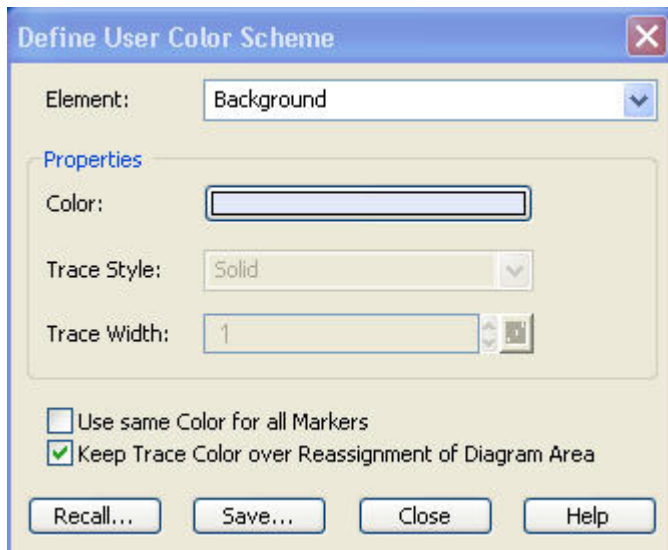 Define User Color Scheme
Element: Background
Properties
Color:
Trace Style: Solid
Trace Width: 1
Use same Color for all Markers
Keep Trace Color over Reassignment of Diagram Area
Recall... Save... Close Help